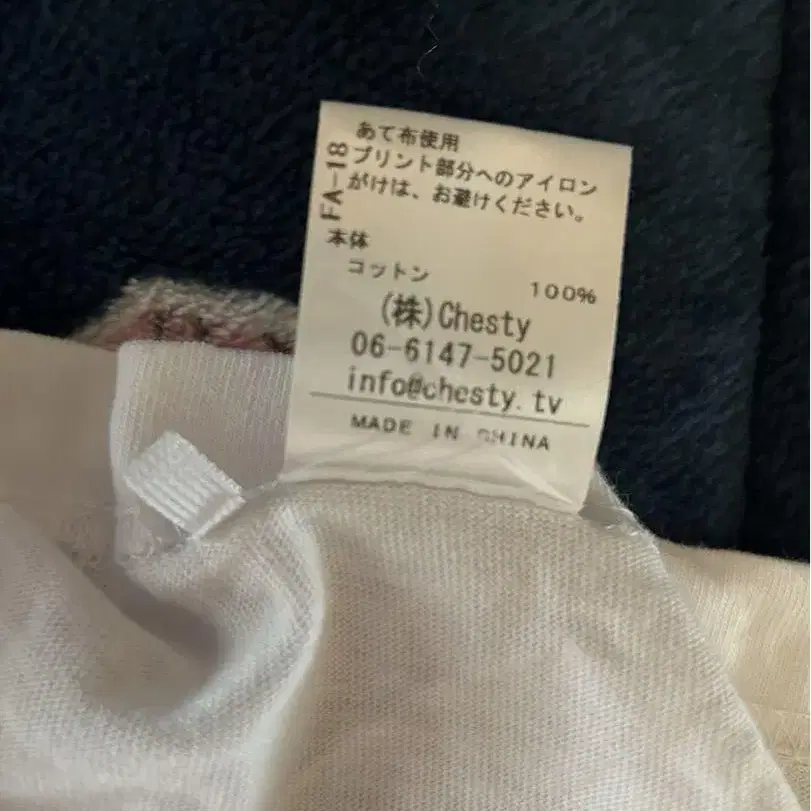 あて布使用
プリント部分へのアイロン
がけは、お避けください。
FA-18
本体
コットン 100%
(株)Chesty
06-6147-5021
info@chesty.tv
MADE IN CHINA